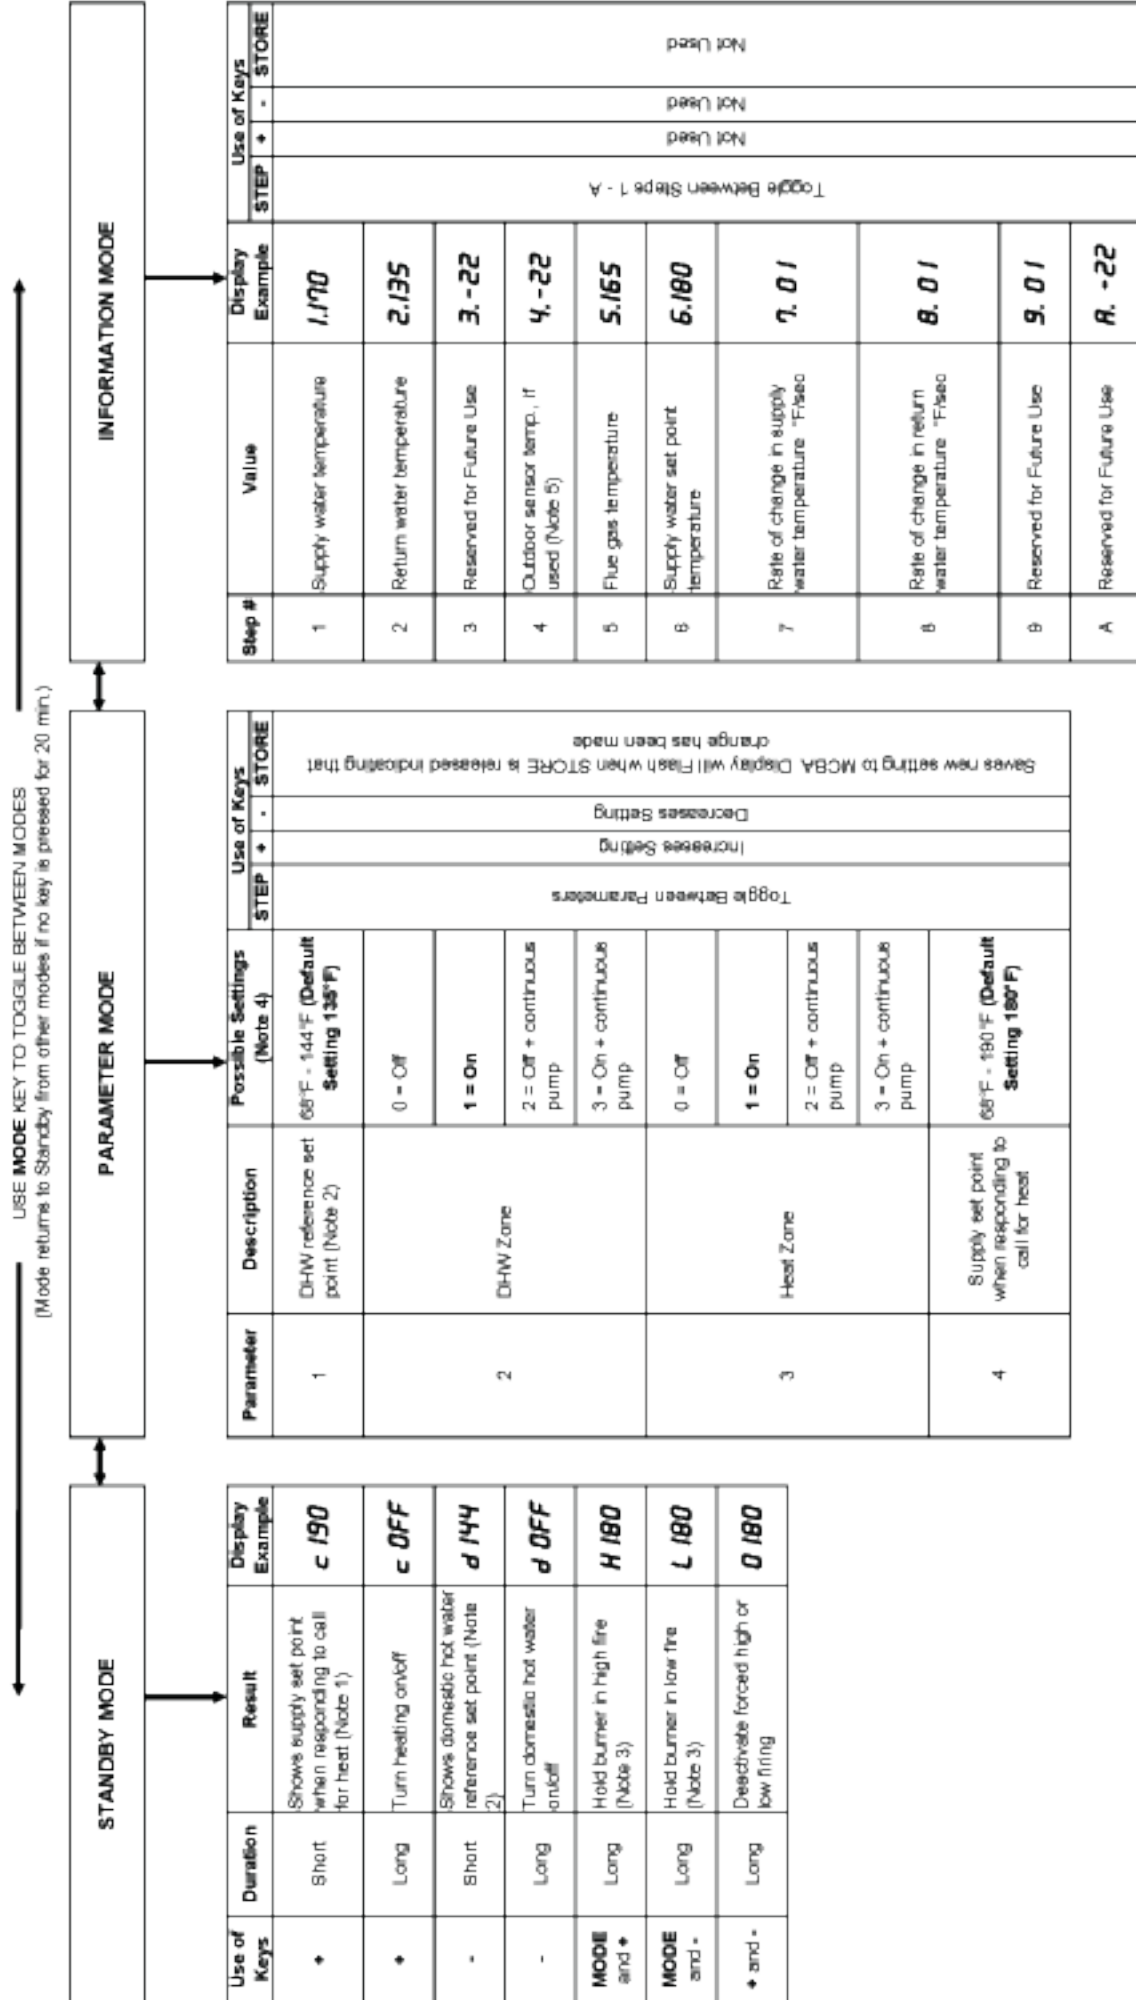 USE MODE KEY TO TOGGLE BETWEEN MODES
(Mode returns to Standby from other modes if no key is pressed for 20 min.)
STANDBY MODE
Use of
Keys
Duration
Result
Display
Example
+
Short
Shows supply set point
when responding to call
for heat (Note 1)
c 190
+
Long
Turn heating on/off
c OFF
-
Short
Shows domestic hot water
reference set point (Note
2)
d 144
-
Long
Turn domestic hot water
on/off
d OFF
MODE
and +
Long
Hold burner in high fire
(Note 3)
H 180
MODE
and -
Long
Hold burner in low fire
(Note 3)
L 180
+ and -
Long
Deactivate forced high or
low firing
0 180
PARAMETER MODE
Parameter
Description
Possible Settings
(Note 4)
Use of Keys
STEP
+
-
STORE
1
DHW reference set
point (Note 2)
68°F - 144°F (Default
Setting 135°F)
2
DHW Zone
0 = Off
1 = On
2 = Off + continuous
pump
3 = On + continuous
pump
3
Heat Zone
0 = Off
1 = On
2 = Off + continuous
pump
3 = On + continuous
pump
4
Supply set point
when responding to
call for heat
68°F - 190°F (Default
Setting 180°F)
Toggle Between Parameters
Increases Setting
Decreases Setting
Saves new setting to MCBA. Display will Flash when STORE is released indicating that
change has been made
INFORMATION MODE
Step #
Value
Display
Example
Use of Keys
STEP
+
-
STORE
1
Supply water temperature
1.170
2
Return water temperature
2.135
3
Reserved for Future Use
3.-22
4
Outdoor sensor temp., if
used (Note 5)
4.-22
5
Flue gas temperature
5.165
6
Supply water set point
temperature
6.180
7
Rate of change in supply
water temperature °F/sec
7. 01
8
Rate of change in return
water temperature °F/sec
8. 01
9
Reserved for Future Use
9. 01
A
Reserved for Future Use
A. -22
Toggle Between Steps 1 - A
Not Used
Not Used
Not Used